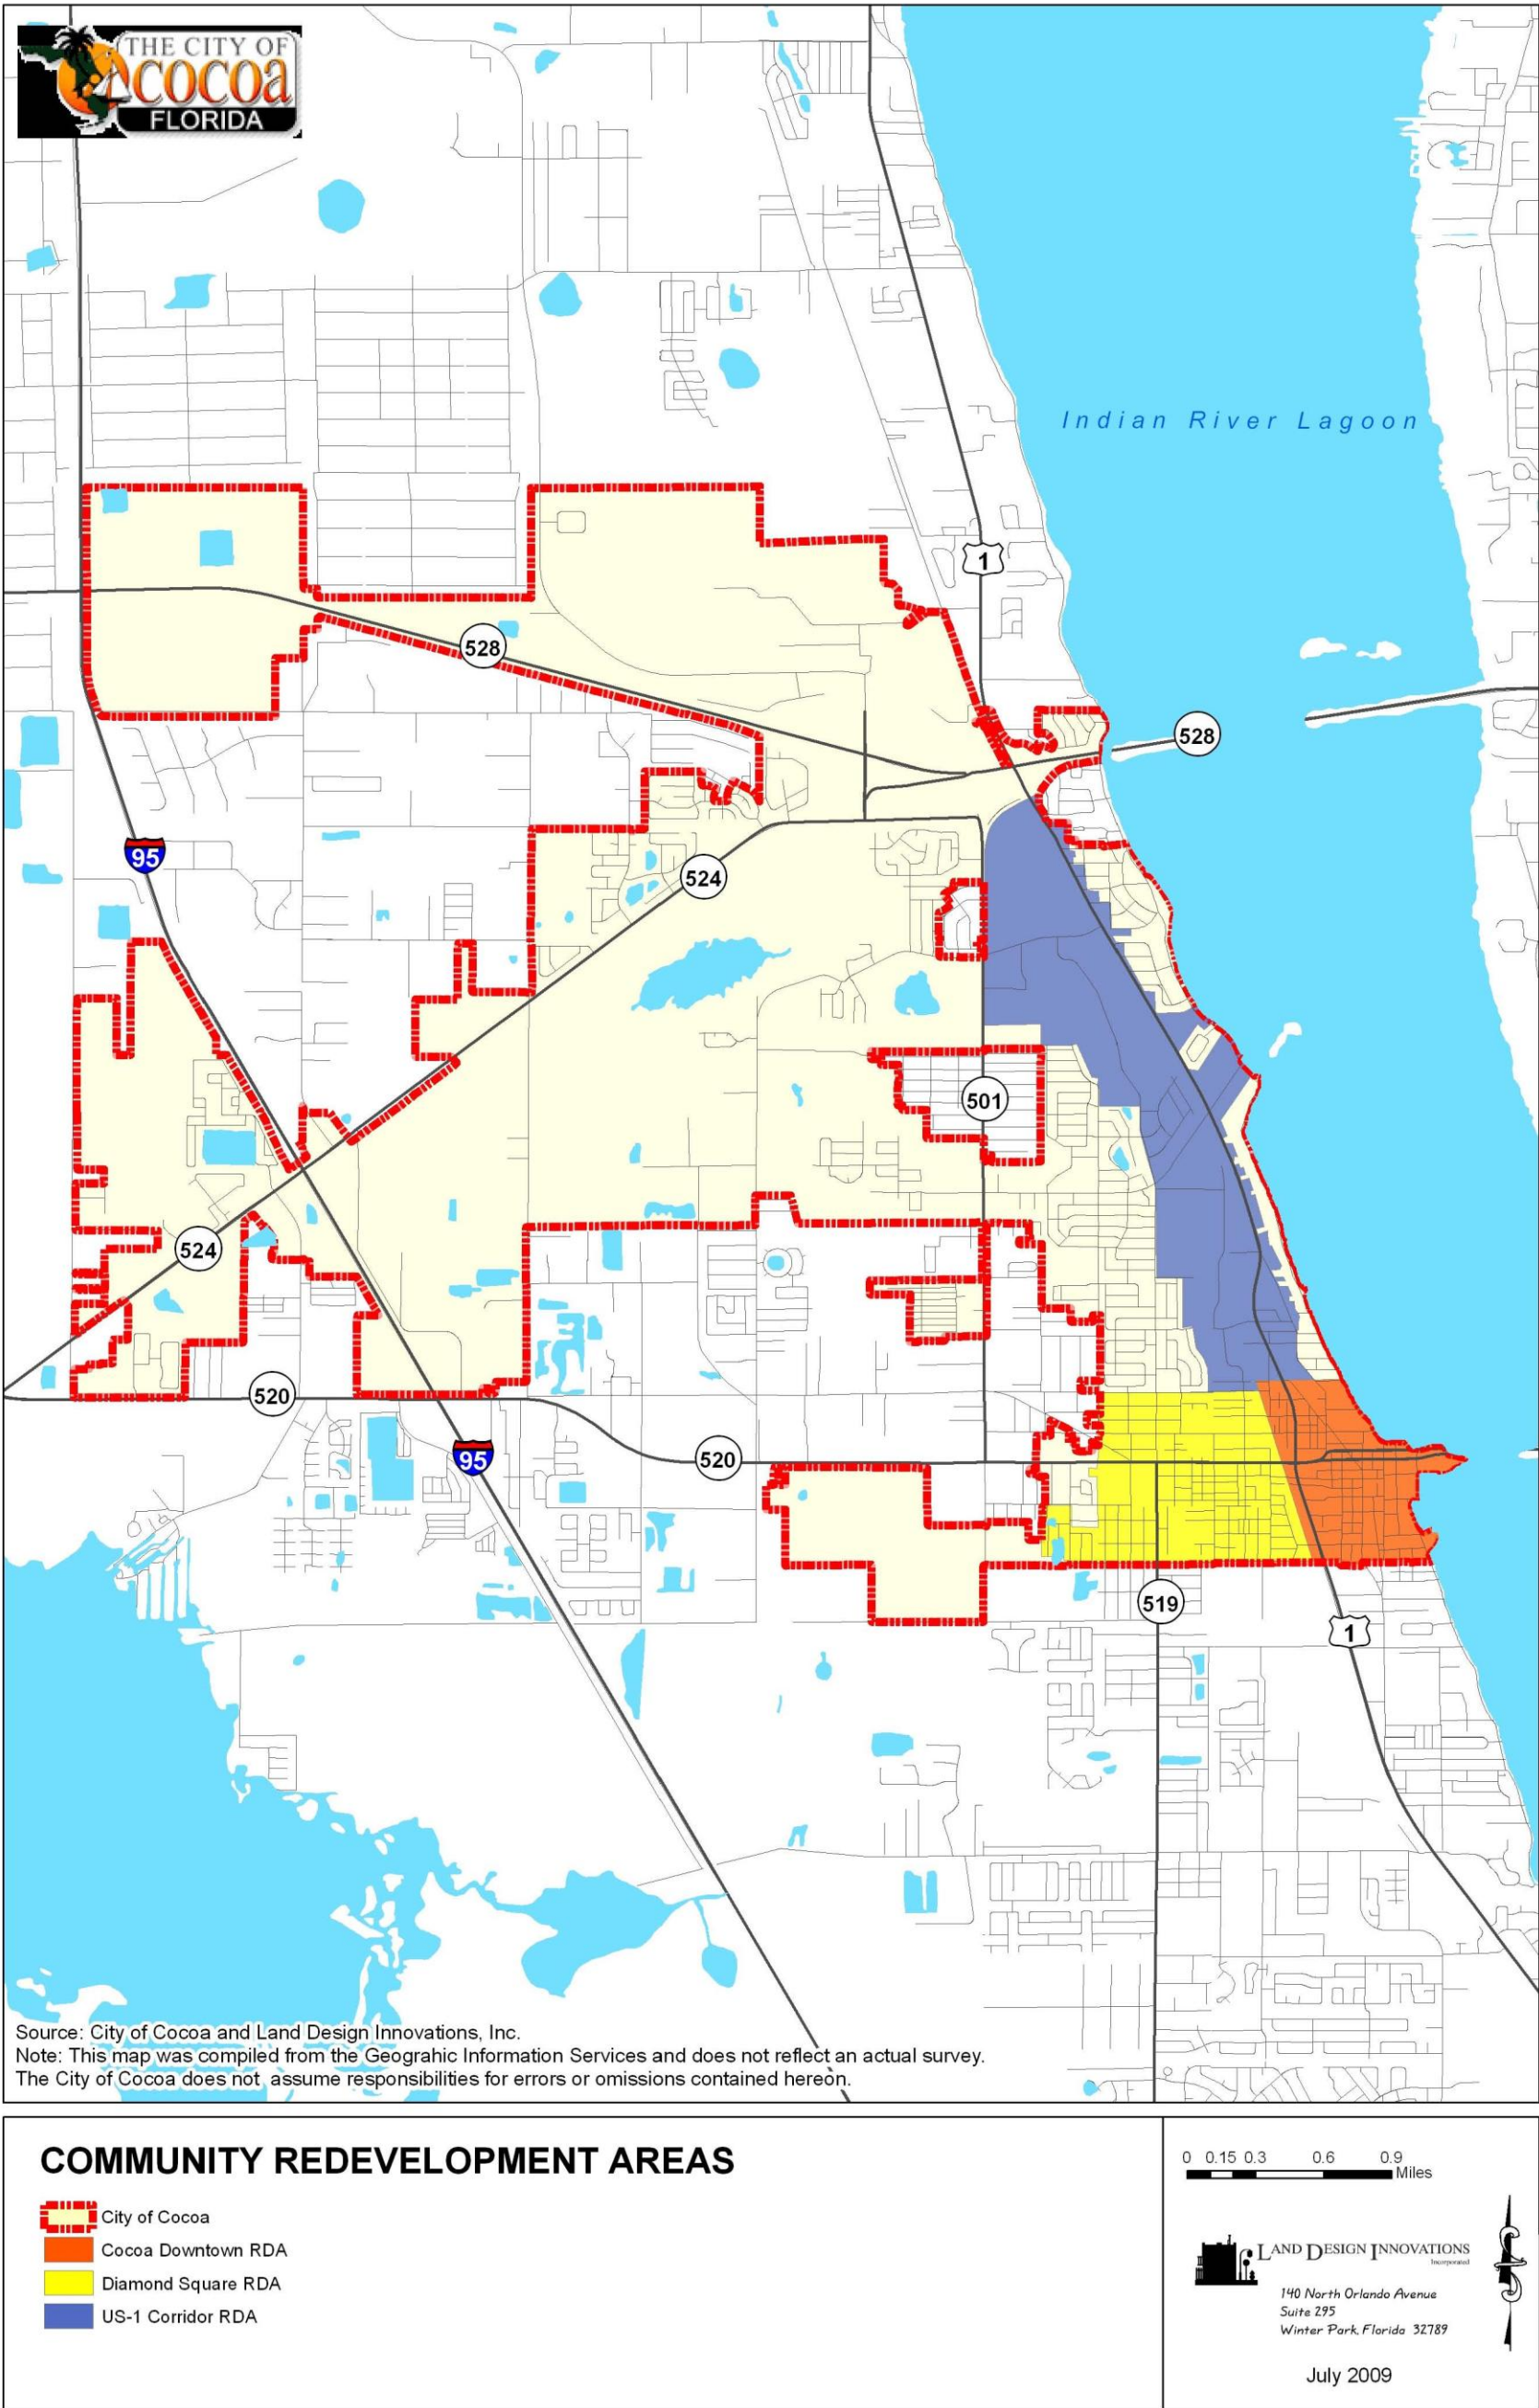 THE CITY OF
COCOa
FLORIDA
Indian River Lagoon
1
528
528
95
524
501
524
520
95
520
519
1
Source: City of Cocoa and Land Design Innovations, Inc.
Note: This map was compiled from the Geograhic Information Services and does not reflect an actual survey.
The City of Cocoa does not assume responsibilities for errors or omissions contained hereon.
COMMUNITY REDEVELOPMENT AREAS
City of Cocoa
Cocoa Downtown RDA
Diamond Square RDA
US-1 Corridor RDA
0 0.15 0.3 0.6 0.9
Miles
LAND DESIGN INNOVATIONS
Incorporated
140 North Orlando Avenue
Suite 295
Winter Park, Florida 32789
July 2009